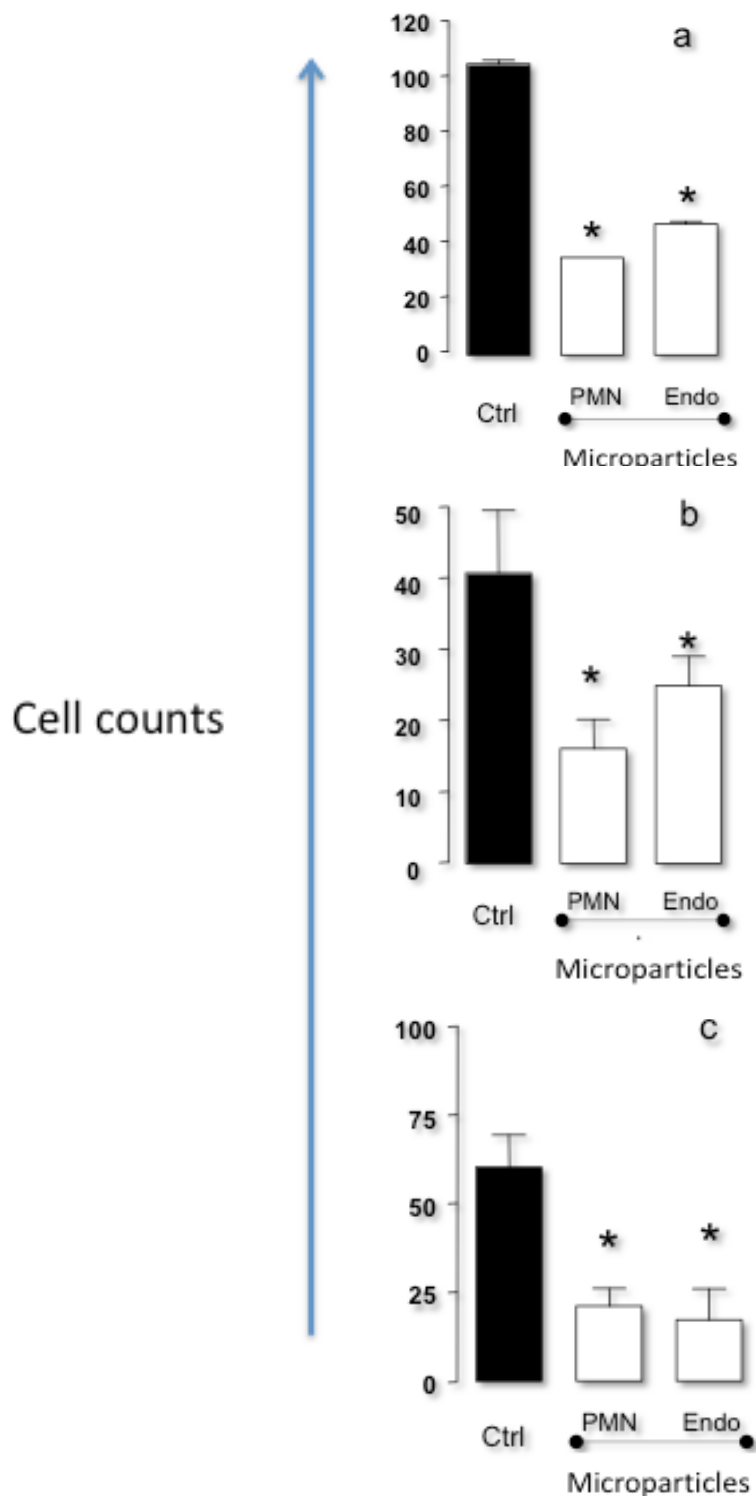 120
a
100
80
60
40
20
0
*
*
Ctrl
PMN
Endo
Microparticles
50
b
40
30
20
10
0
*
*
Cell counts
Ctrl
PMN
Endo
Microparticles
100
c
75
50
25
0
*
*
Ctrl
PMN
Endo
Microparticles